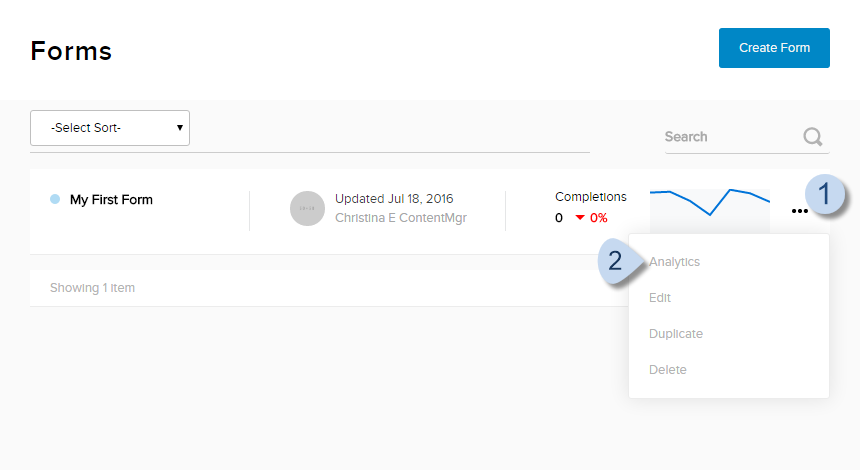 Forms
Create Form
-Select Sort-
Search
My First Form
Updated Jul 18, 2016
Christina E ContentMgr
Completions
0 0%
1
2
Analytics
Edit
Duplicate
Delete
Showing 1 item